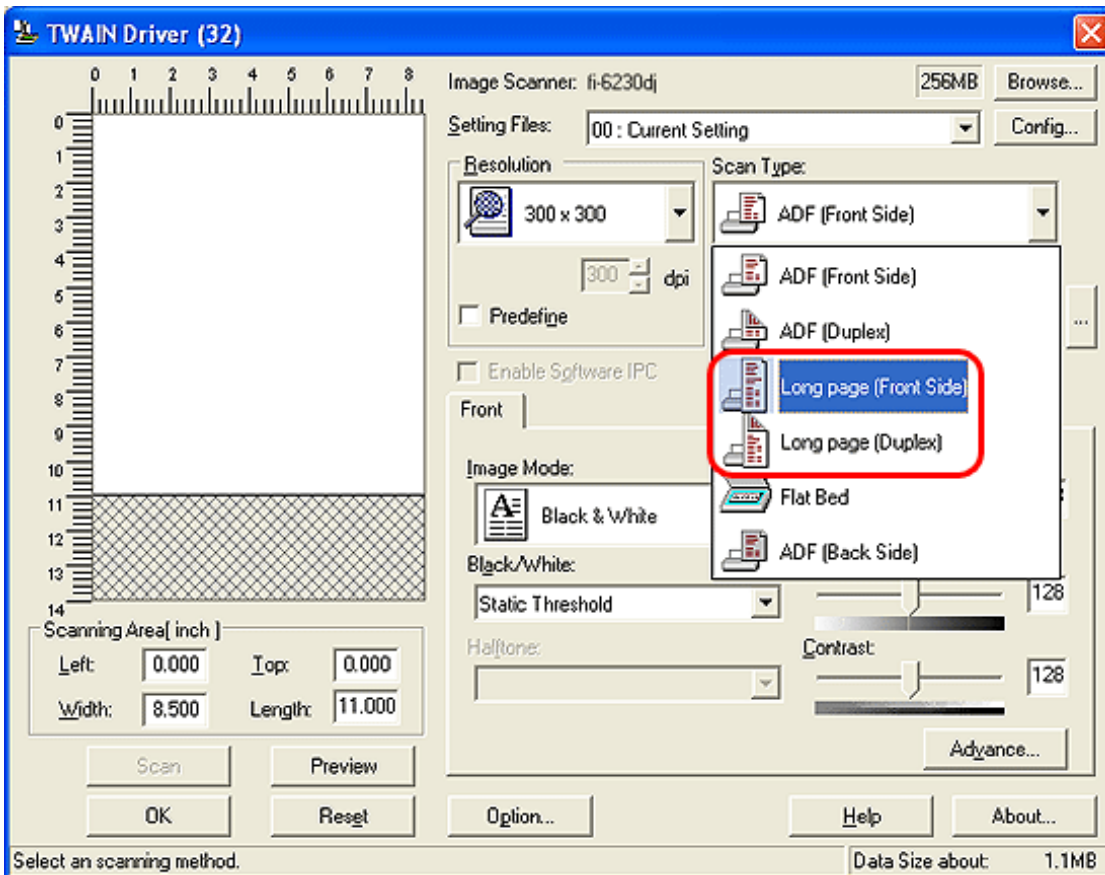 TWAIN Driver (32)
0 1 2 3 4 5 6 7 8
Image Scanner: fi-6230dj 256MB Browse...
Setting Files: 00 : Current Setting Config...
0
1
2
3
4
5
6
7
8
9
10
11
12
13
14
Resolution
300 x 300
300 dpi
Predefine
Enable Software IPC
Scan Type:
ADF (Front Side)
ADF (Front Side)
ADF (Duplex)
Long page (Front Side)
Long page (Duplex)
Flat Bed
ADF (Back Side)
...
Front
Image Mode:
Black & White
Black/White:
Static Threshold
128
Halftone:
Contrast:
128
Advance...
Scanning Area[ inch ]
Left: 0.000 Top: 0.000
Width: 8.500 Length: 11.000
Scan Preview
OK Reset Option... Help About...
Select an scanning method. Data Size about: 1.1MB